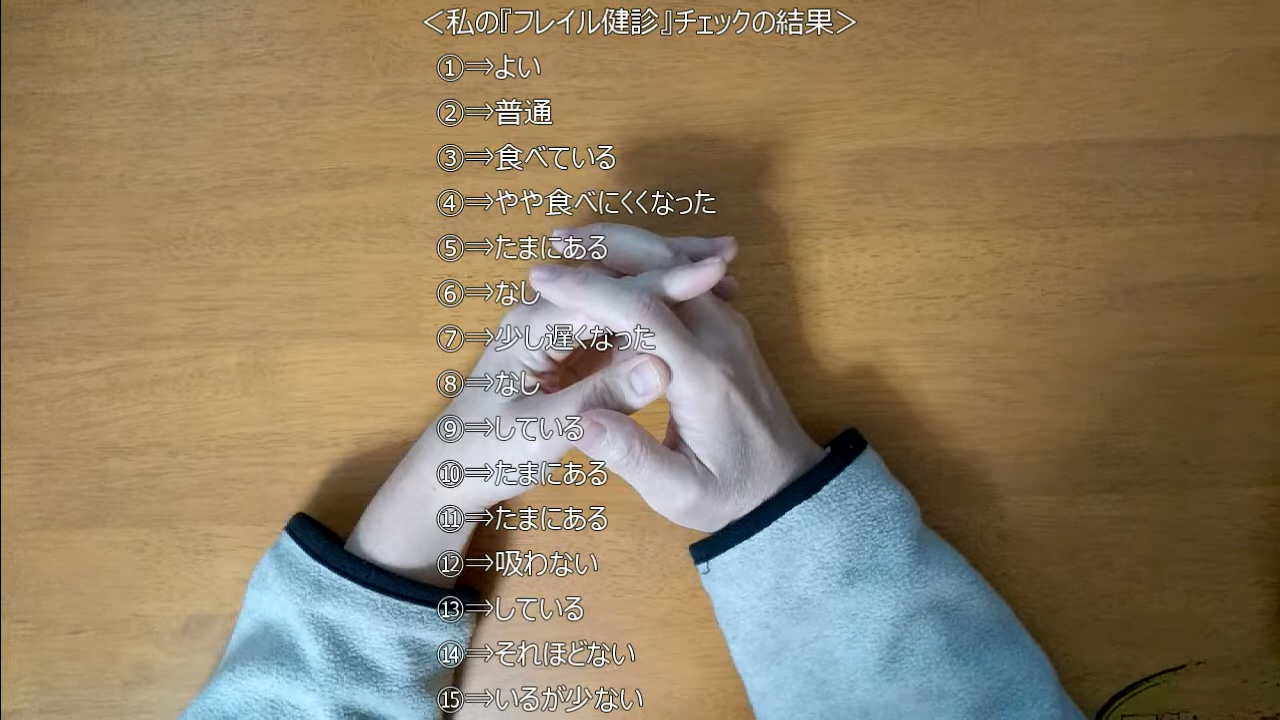 ＜私の『フレイル健診』チェックの結果＞
①⇒よい
②⇒普通
③⇒食べている
④⇒やや食べにくくなった
⑤⇒たまにある
⑥⇒なし
⑦⇒少し遅くなった
⑧⇒なし
⑨⇒している
⑩⇒たまにある
⑪⇒たまにある
⑫⇒吸わない
⑬⇒している
⑭⇒それほどない
⑮⇒いるが少ない